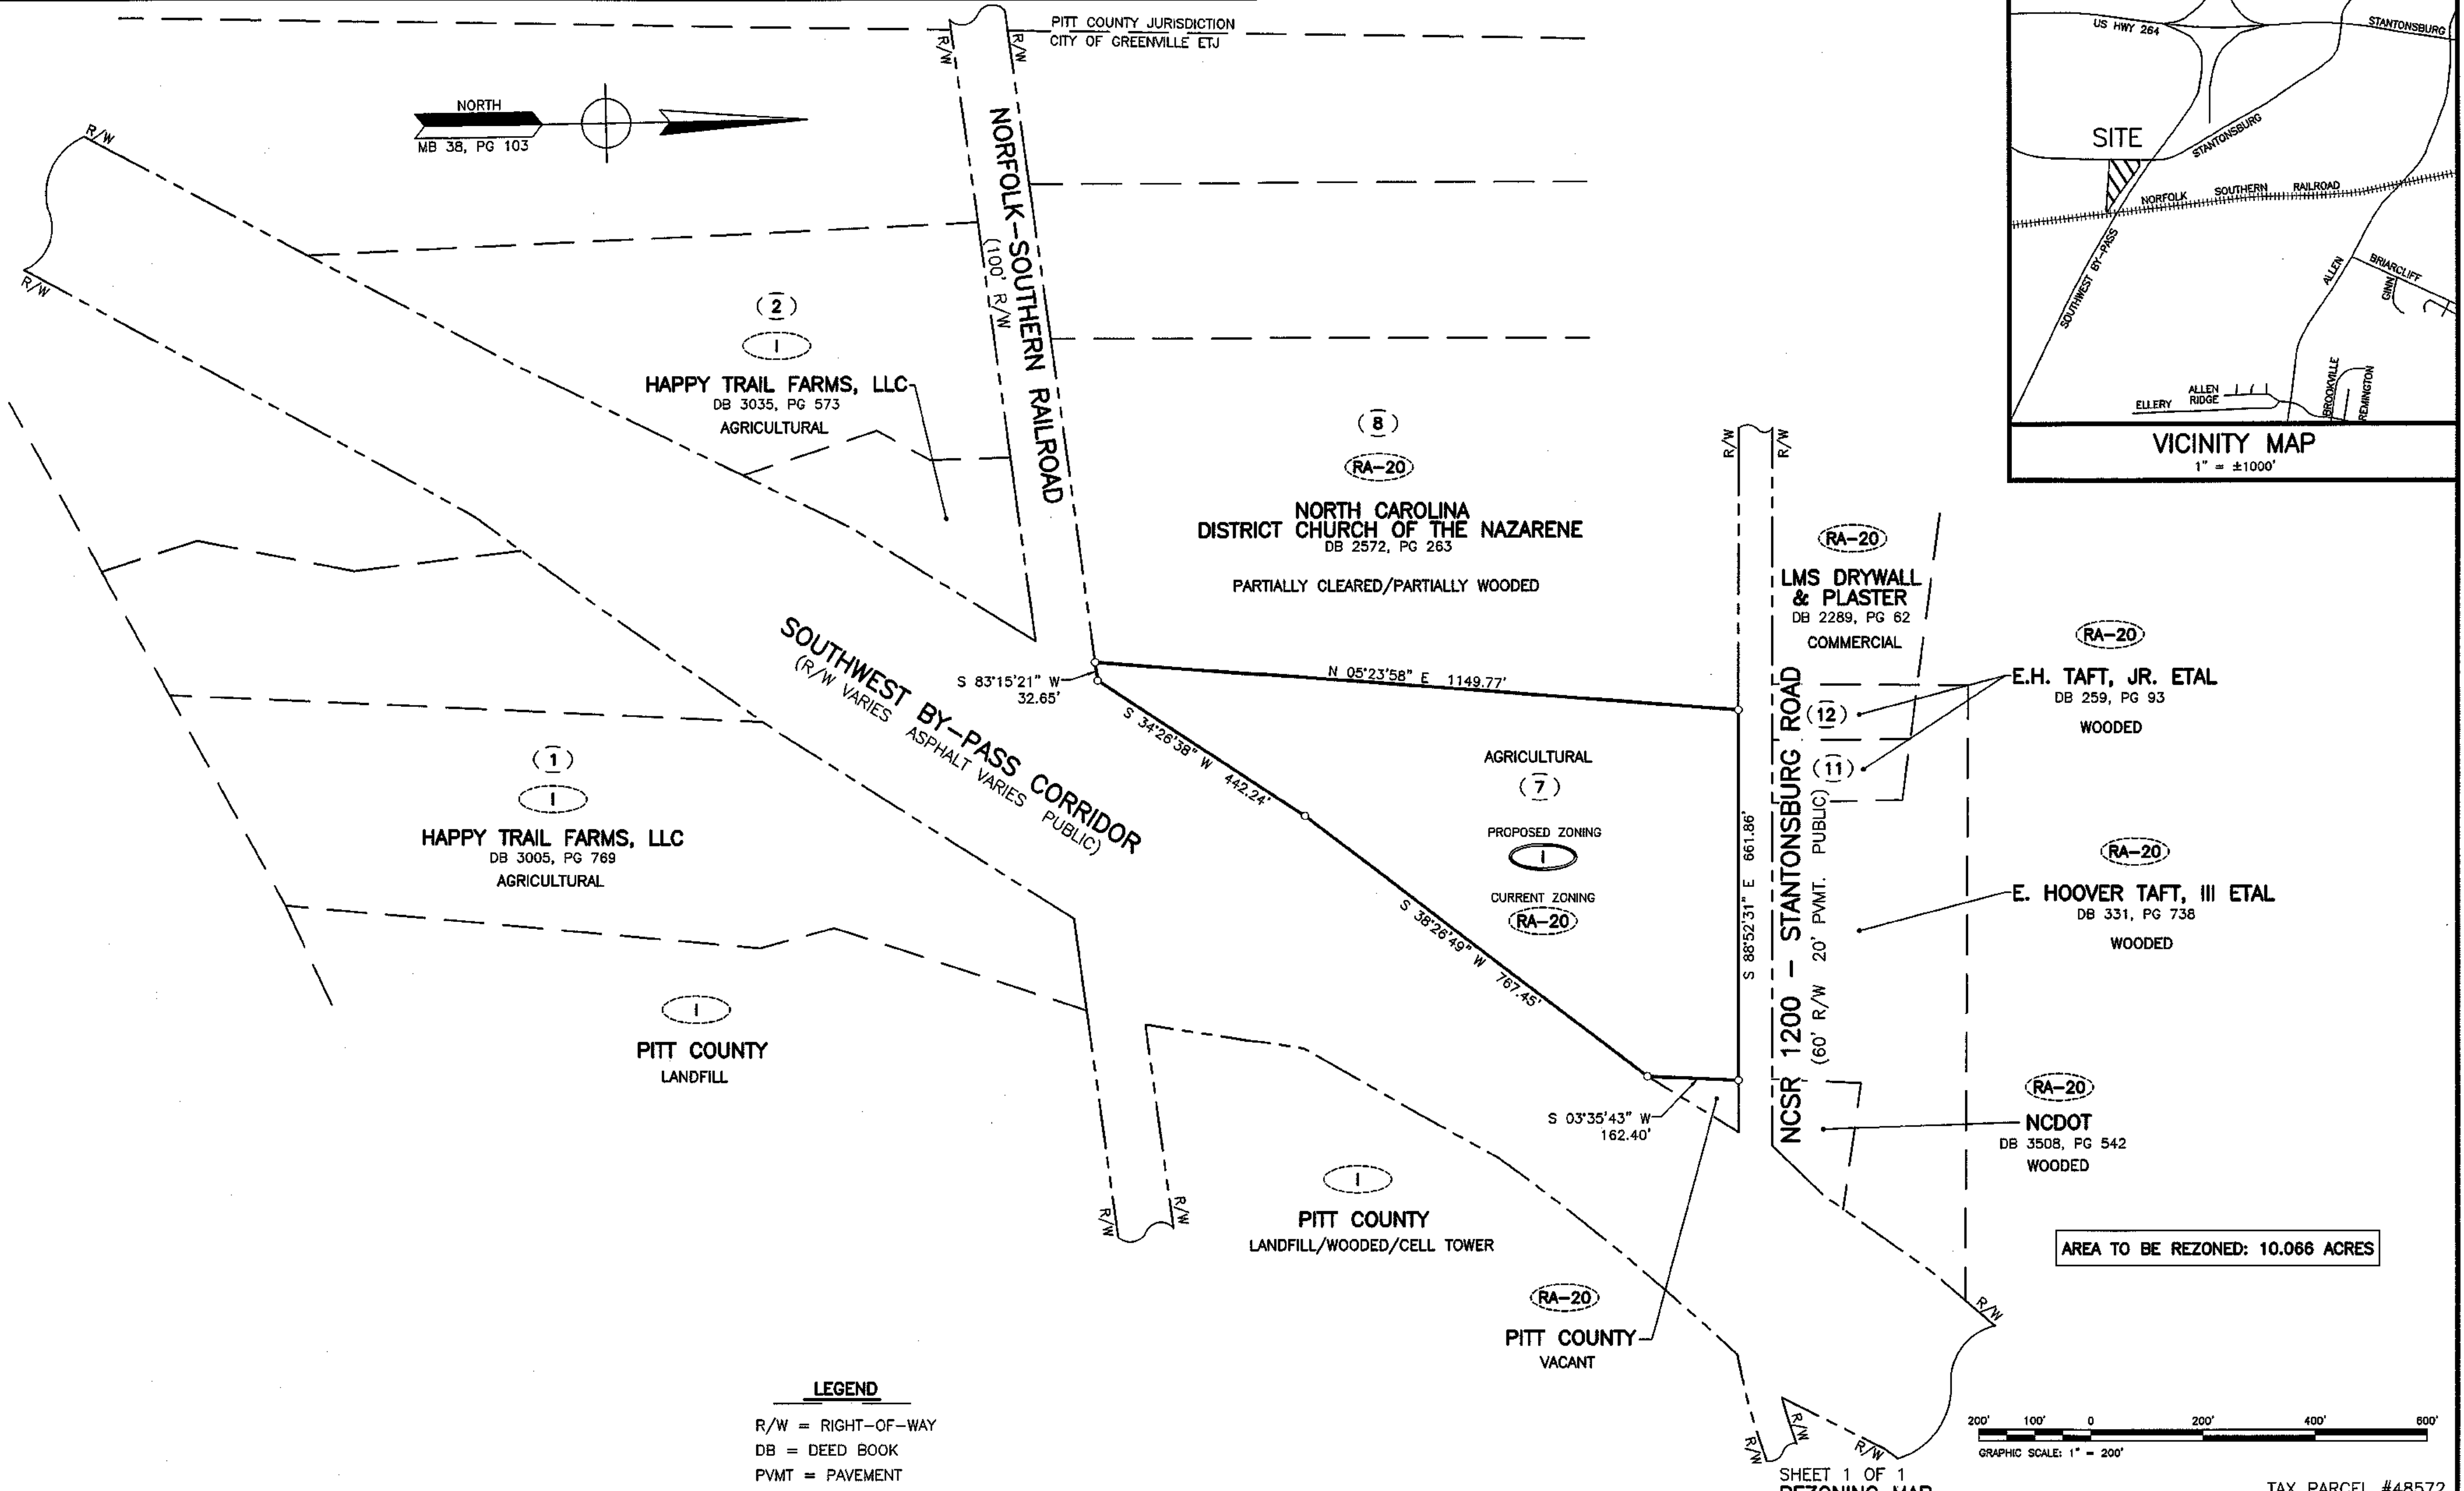 PITT COUNTY JURISDICTION
CITY OF GREENVILLE ETJ
R/W
R/W
NORTH
MB 38, PG 103
R/W
R/W
NORFOLK-SOUTHERN RAILROAD
(100' R/W)
2
I
HAPPY TRAIL FARMS, LLC
DB 3035, PG 573
AGRICULTURAL
8
RA-20
NORTH CAROLINA
DISTRICT CHURCH OF THE NAZARENE
DB 2572, PG 263
PARTIALLY CLEARED/PARTIALLY WOODED
R/W
R/W
US HWY 264
STANTONSBURG
SITE
STANTONSBURG
NORFOLK SOUTHERN RAILROAD
SOUTHWEST BY-PASS
ALLEN
BRIARCLIFF
GINN
ALLEN
RIDGE
ELLERY
BROOKVILLE
REMINGTON
VICINITY MAP
1" = ±1000'
RA-20
LMS DRYWALL
& PLASTER
DB 2289, PG 62
COMMERCIAL
RA-20
E.H. TAFT, JR. ETAL
DB 259, PG 93
WOODED
12
11
RA-20
E. HOOVER TAFT, III ETAL
DB 331, PG 738
WOODED
RA-20
NCDOT
DB 3508, PG 542
WOODED
NCSR 1200 - STANTONSBURG ROAD
(60' R/W 20' PVMT. PUBLIC)
SOUTHWEST BY-PASS CORRIDOR
(R/W VARIES ASPHALT VARIES PUBLIC)
S 83°15'21" W
32.65'
N 05°23'58" E 1149.77'
S 34°26'38" W 442.24'
S 38°26'49" W 767.45'
S 88°52'31" E 661.86'
S 03°35'43" W
162.40'
AGRICULTURAL
7
PROPOSED ZONING
I
CURRENT ZONING
RA-20
1
I
HAPPY TRAIL FARMS, LLC
DB 3005, PG 769
AGRICULTURAL
I
PITT COUNTY
LANDFILL
R/W
R/W
I
PITT COUNTY
LANDFILL/WOODED/CELL TOWER
RA-20
PITT COUNTY
VACANT
AREA TO BE REZONED: 10.066 ACRES
R/W
R/W
R/W
R/W
LEGEND
R/W = RIGHT-OF-WAY
DB = DEED BOOK
PVMT = PAVEMENT
200' 100' 0 200' 400' 600'
GRAPHIC SCALE: 1" = 200'
SHEET 1 OF 1
REZONING MAP
TAX PARCEL #48572